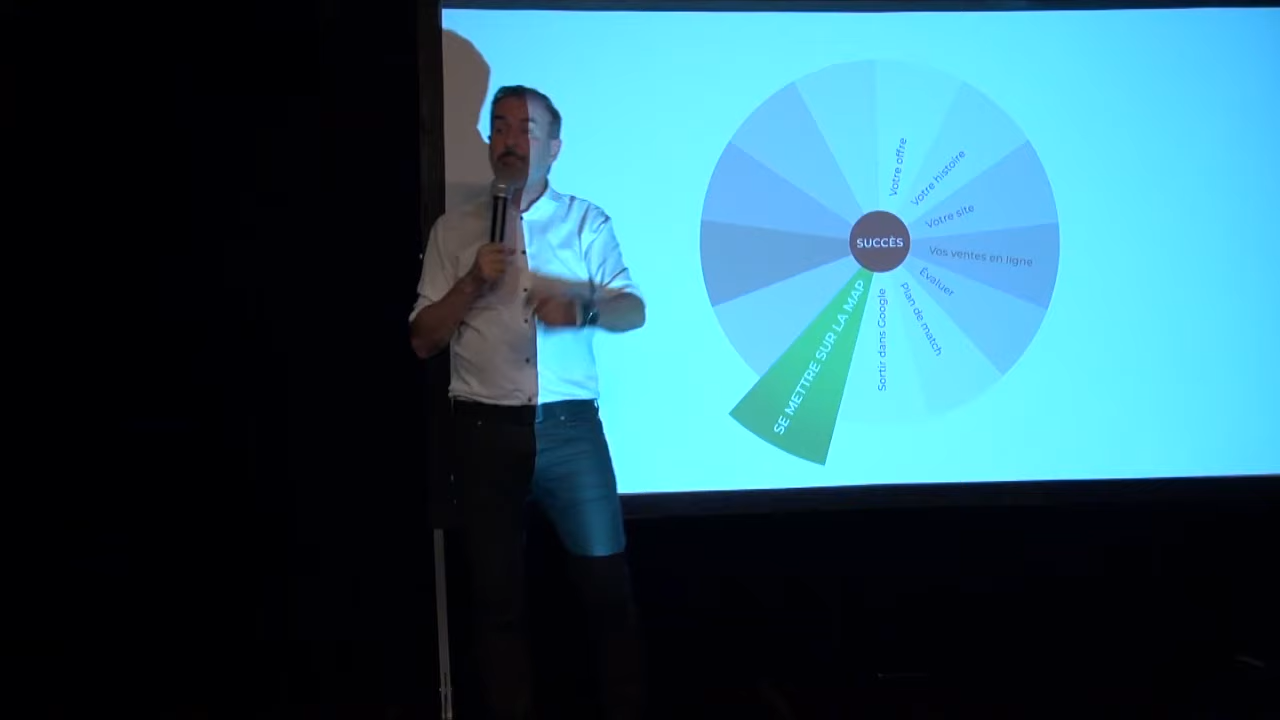 Votre offre
Votre histoire
Votre site
Vos ventes en ligne
Évaluer
Plan de match
Sortir dans Google
SE METTRE SUR LA MAP
SUCCÈS